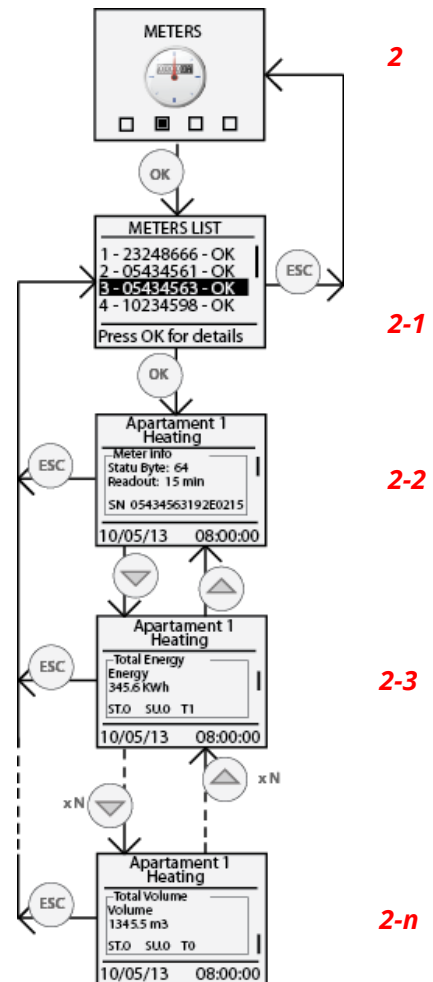 METERS
2
OK
METERS LIST
1 - 23248666 - OK
2 - 05434561 - OK
3 - 05434563 - OK
4 - 10234598 - OK
Press OK for details
ESC
2-1
OK
Apartament 1
Heating
Meter info
Statu Byte: 64
Readout: 15 min
SN 05434563192E0215
10/05/13 08:00:00
ESC
2-2
Apartament 1
Heating
Total Energy
Energy
345.6 KWh
ST.0 SU.0 T1
10/05/13 08:00:00
ESC
2-3
x N
x N
Apartament 1
Heating
Total Volume
Volume
1345.5 m3
ST.0 SU.0 T0
10/05/13 08:00:00
ESC
2-n